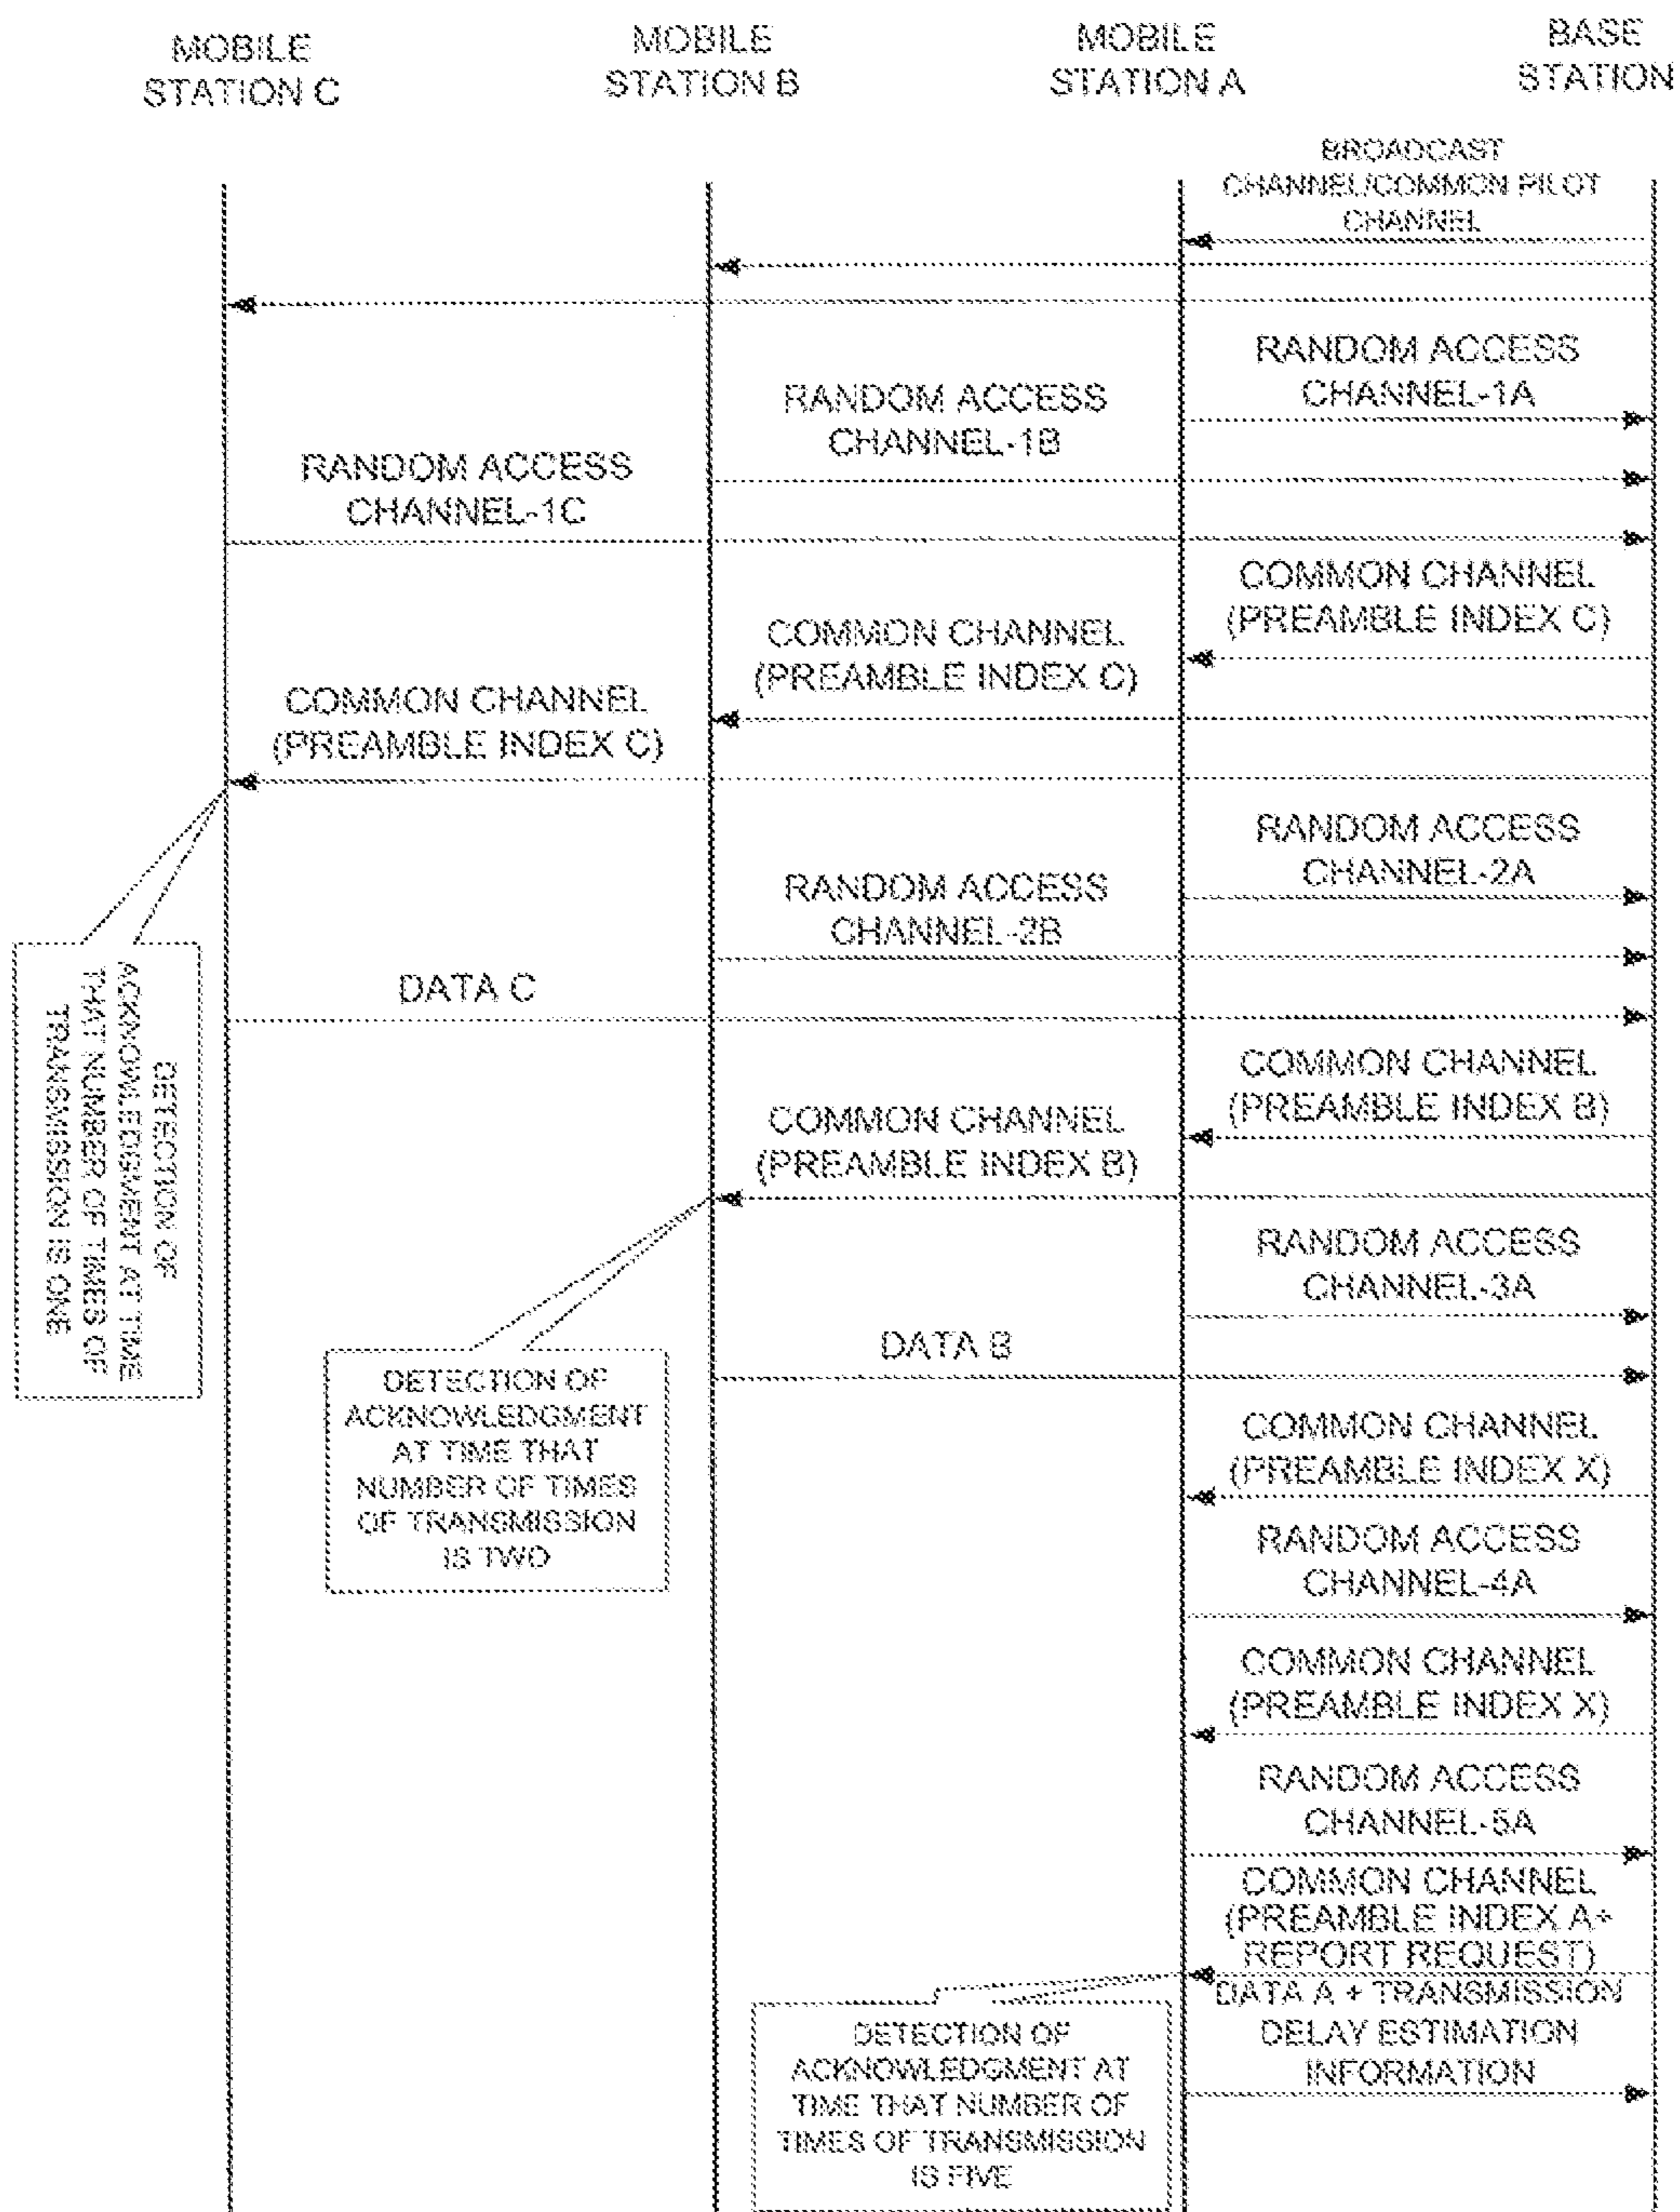 MOBILE
STATION C
MOBILE
STATION B
MOBILE
STATION A
BASE
STATION
BROADCAST
CHANNEL/COMMON PILOT
CHANNEL
RANDOM ACCESS
CHANNEL-1A
RANDOM ACCESS
CHANNEL-1B
RANDOM ACCESS
CHANNEL-1C
COMMON CHANNEL
(PREAMBLE INDEX C)
COMMON CHANNEL
(PREAMBLE INDEX C)
COMMON CHANNEL
(PREAMBLE INDEX C)
RANDOM ACCESS
CHANNEL-2A
RANDOM ACCESS
CHANNEL-2B
DATA C
DETECTION OF
ACKNOWLEDGMENT AT TIME
THAT NUMBER OF TIMES OF
TRANSMISSION IS ONE
COMMON CHANNEL
(PREAMBLE INDEX B)
COMMON CHANNEL
(PREAMBLE INDEX B)
RANDOM ACCESS
CHANNEL-3A
DATA B
DETECTION OF
ACKNOWLEDGMENT
AT TIME THAT
NUMBER OF TIMES
OF TRANSMISSION
IS TWO
COMMON CHANNEL
(PREAMBLE INDEX X)
RANDOM ACCESS
CHANNEL-4A
COMMON CHANNEL
(PREAMBLE INDEX X)
RANDOM ACCESS
CHANNEL-5A
COMMON CHANNEL
(PREAMBLE INDEX A+
REPORT REQUEST)
DATA A + TRANSMISSION
DELAY ESTIMATION
INFORMATION
DETECTION OF
ACKNOWLEDGMENT AT
TIME THAT NUMBER OF
TIMES OF TRANSMISSION
IS FIVE